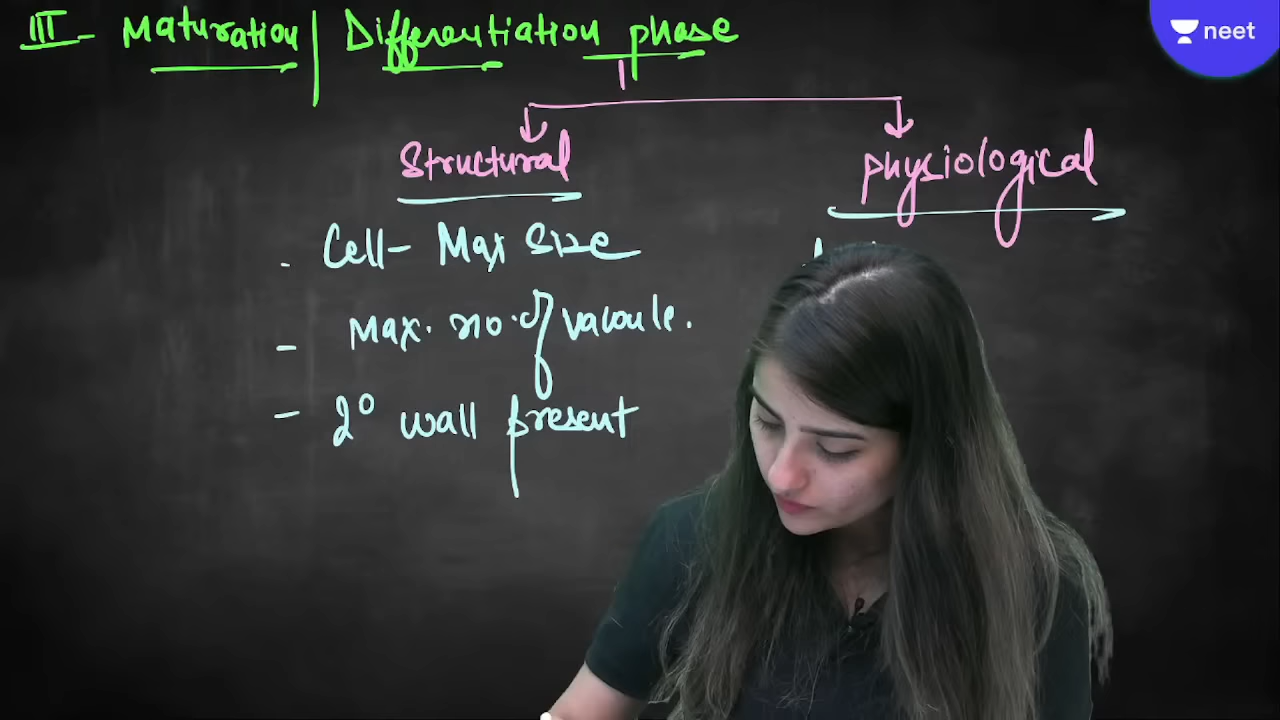 III - Maturation | Differentiation phase
neet
Structural
physiological
- Cell - Max size
- Max. no. of vacoule.
- 2° wall present